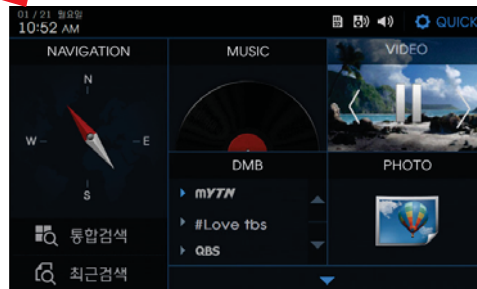 01 / 21 월요일
10:52 AM
QUICK
NAVIGATION
N
W
E
S
통합검색
최근검색
MUSIC
VIDEO
DMB
mYTN
#Love tbs
QBS
PHOTO